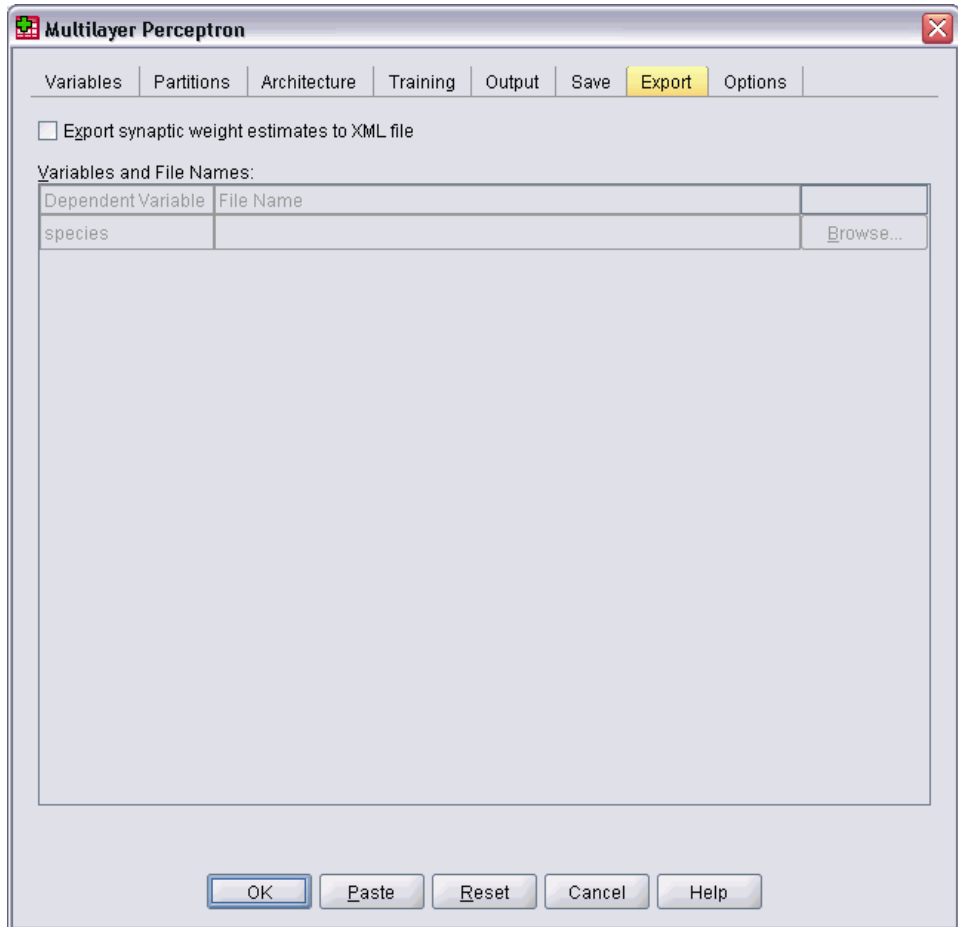 Multilayer Perceptron
Variables Partitions Architecture Training Output Save Export Options
Export synaptic weight estimates to XML file
Variables and File Names:
Dependent Variable File Name
species Browse...
OK Paste Reset Cancel Help